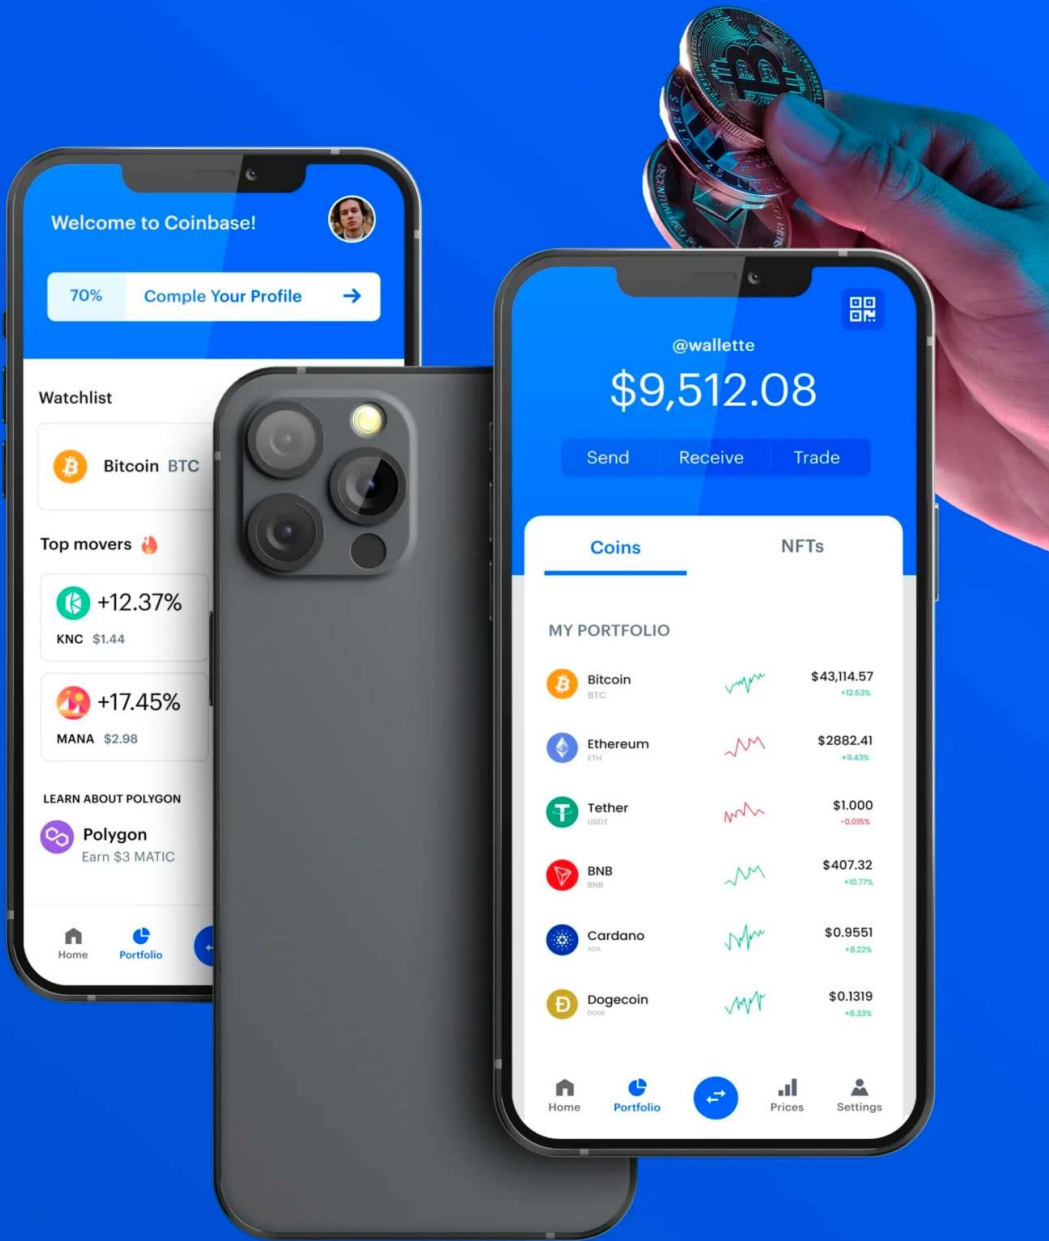 Welcome to Coinbase!
70% Comple Your Profile
Watchlist
Bitcoin BTC
Top movers
+12.37%
KNC $1.44
+17.45%
MANA $2.98
LEARN ABOUT POLYGON
Polygon
Earn $3 MATIC
Home Portfolio
@wallette
$9,512.08
Send Receive Trade
Coins NFTs
MY PORTFOLIO
Bitcoin $43,114.57
BTC +12.63%
Ethereum $2882.41
ETH +9.43%
Tether $1.000
USDT -0.015%
BNB $407.32
BNB +10.77%
Cardano $0.9551
ADA +8.22%
Dogecoin $0.1319
DOGE +6.33%
Home Portfolio Prices Settings